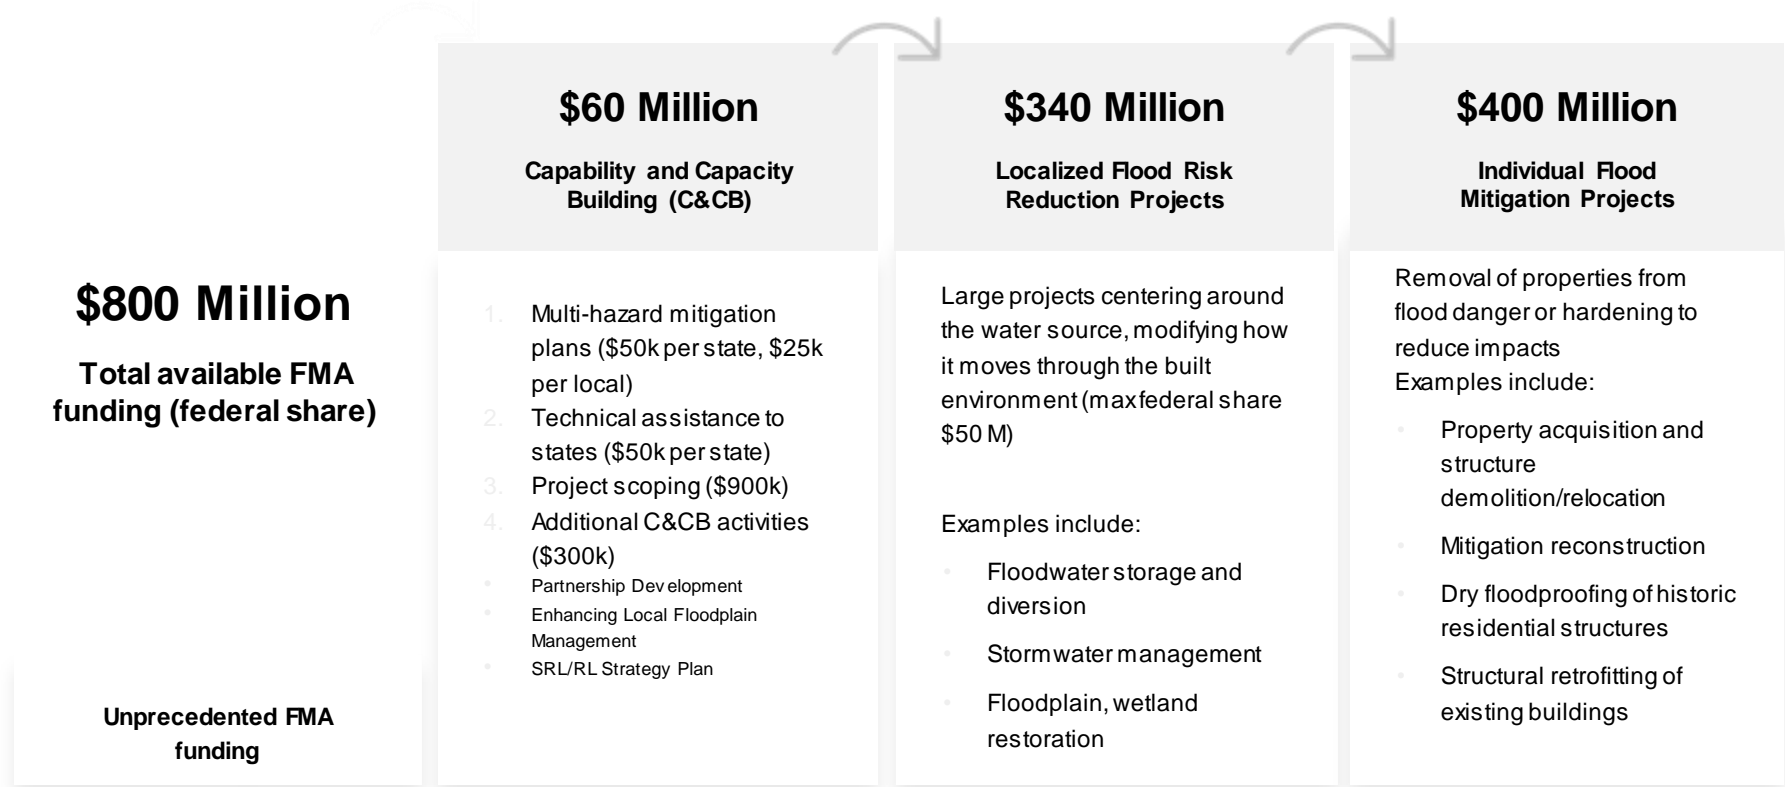 $800 Million
Total available FMA
funding (federal share)
Unprecedented FMA
funding
$60 Million
Capability and Capacity
Building (C&CB)
1. Multi-hazard mitigation
plans ($50k per state, $25k
per local)
2. Technical assistance to
states ($50k per state)
3. Project scoping ($900k)
4. Additional C&CB activities
($300k)
• Partnership Development
• Enhancing Local Floodplain
Management
• SRL/RL Strategy Plan
$340 Million
Localized Flood Risk
Reduction Projects
Large projects centering around
the water source, modifying how
it moves through the built
environment (max federal share
$50 M)
Examples include:
• Floodwater storage and
diversion
• Stormwater management
• Floodplain, wetland
restoration
$400 Million
Individual Flood
Mitigation Projects
Removal of properties from
flood danger or hardening to
reduce impacts
Examples include:
• Property acquisition and
structure
demolition/relocation
• Mitigation reconstruction
• Dry floodproofing of historic
residential structures
• Structural retrofitting of
existing buildings